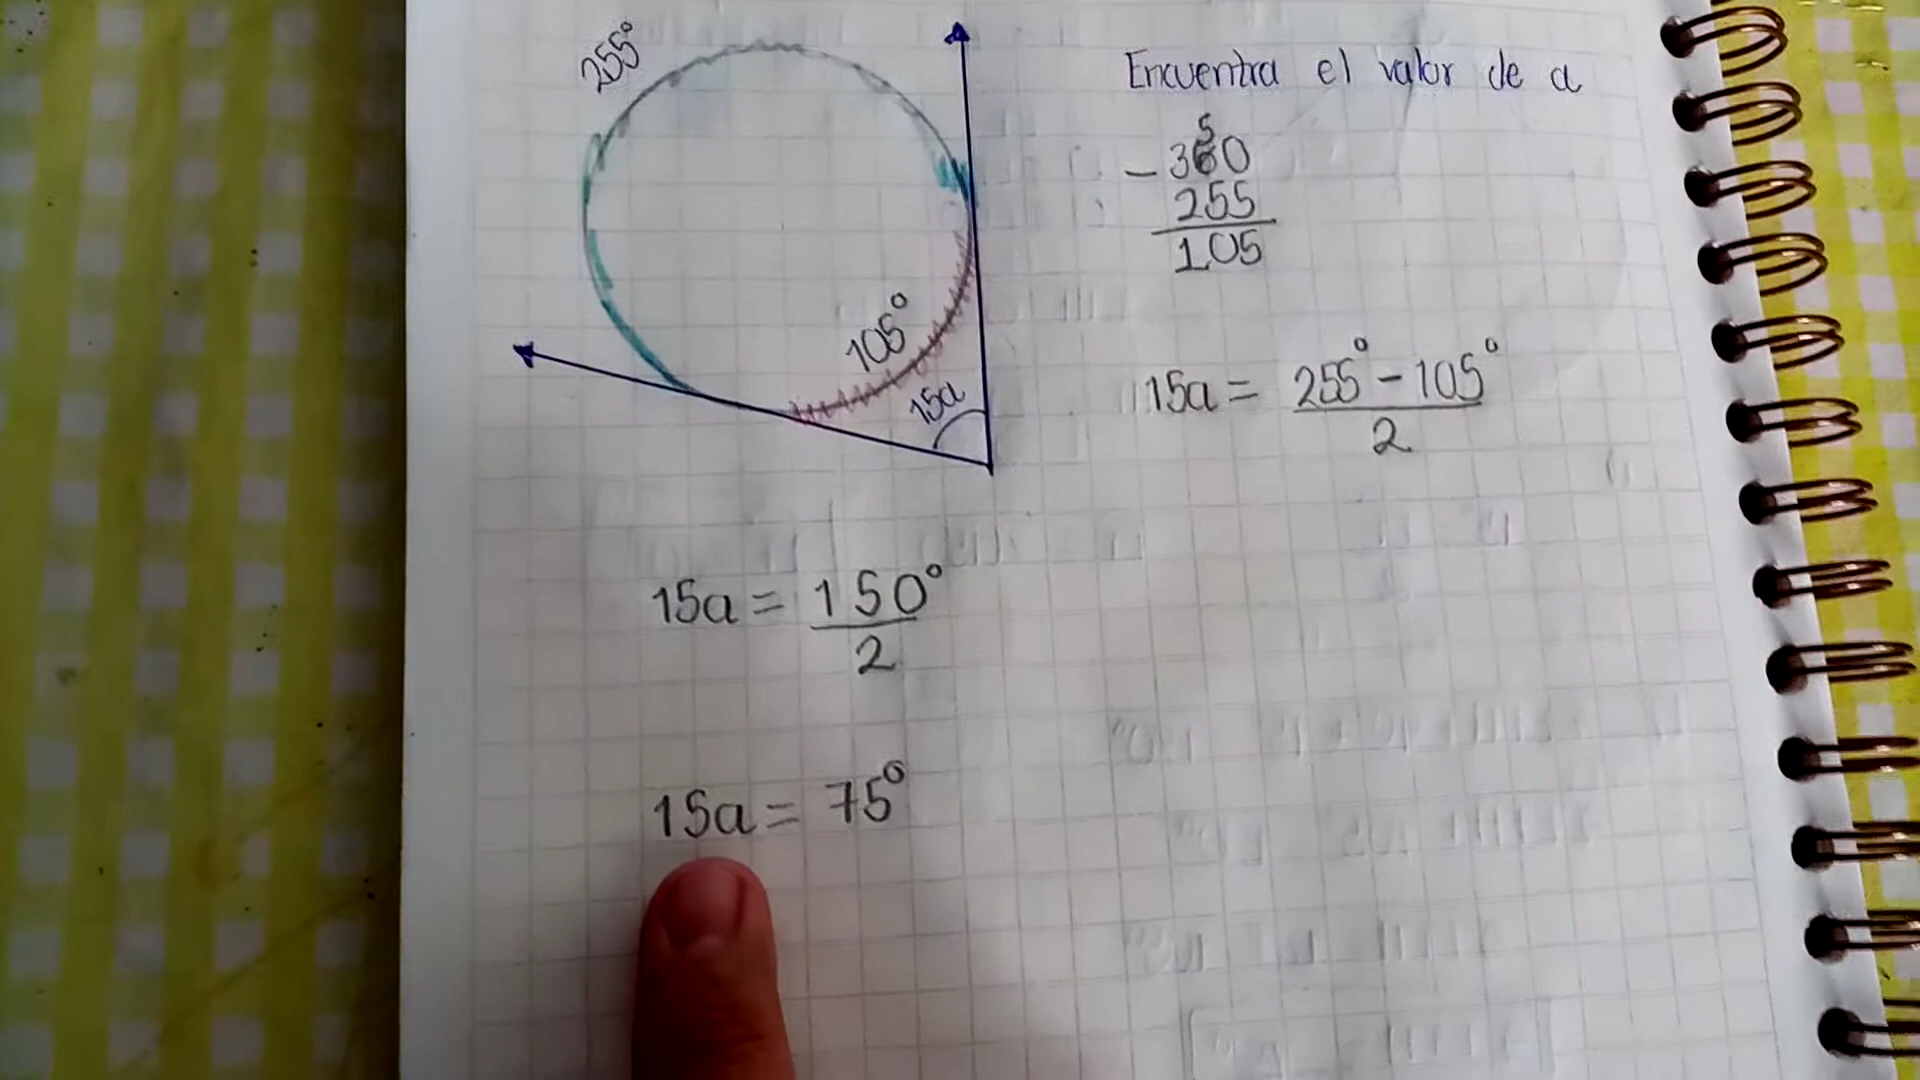 255°
105°
15a
Encuentra el valor de a
5
- 360
255
105
15a = 255° - 105°
2
15a = 150°
2
15a = 75°